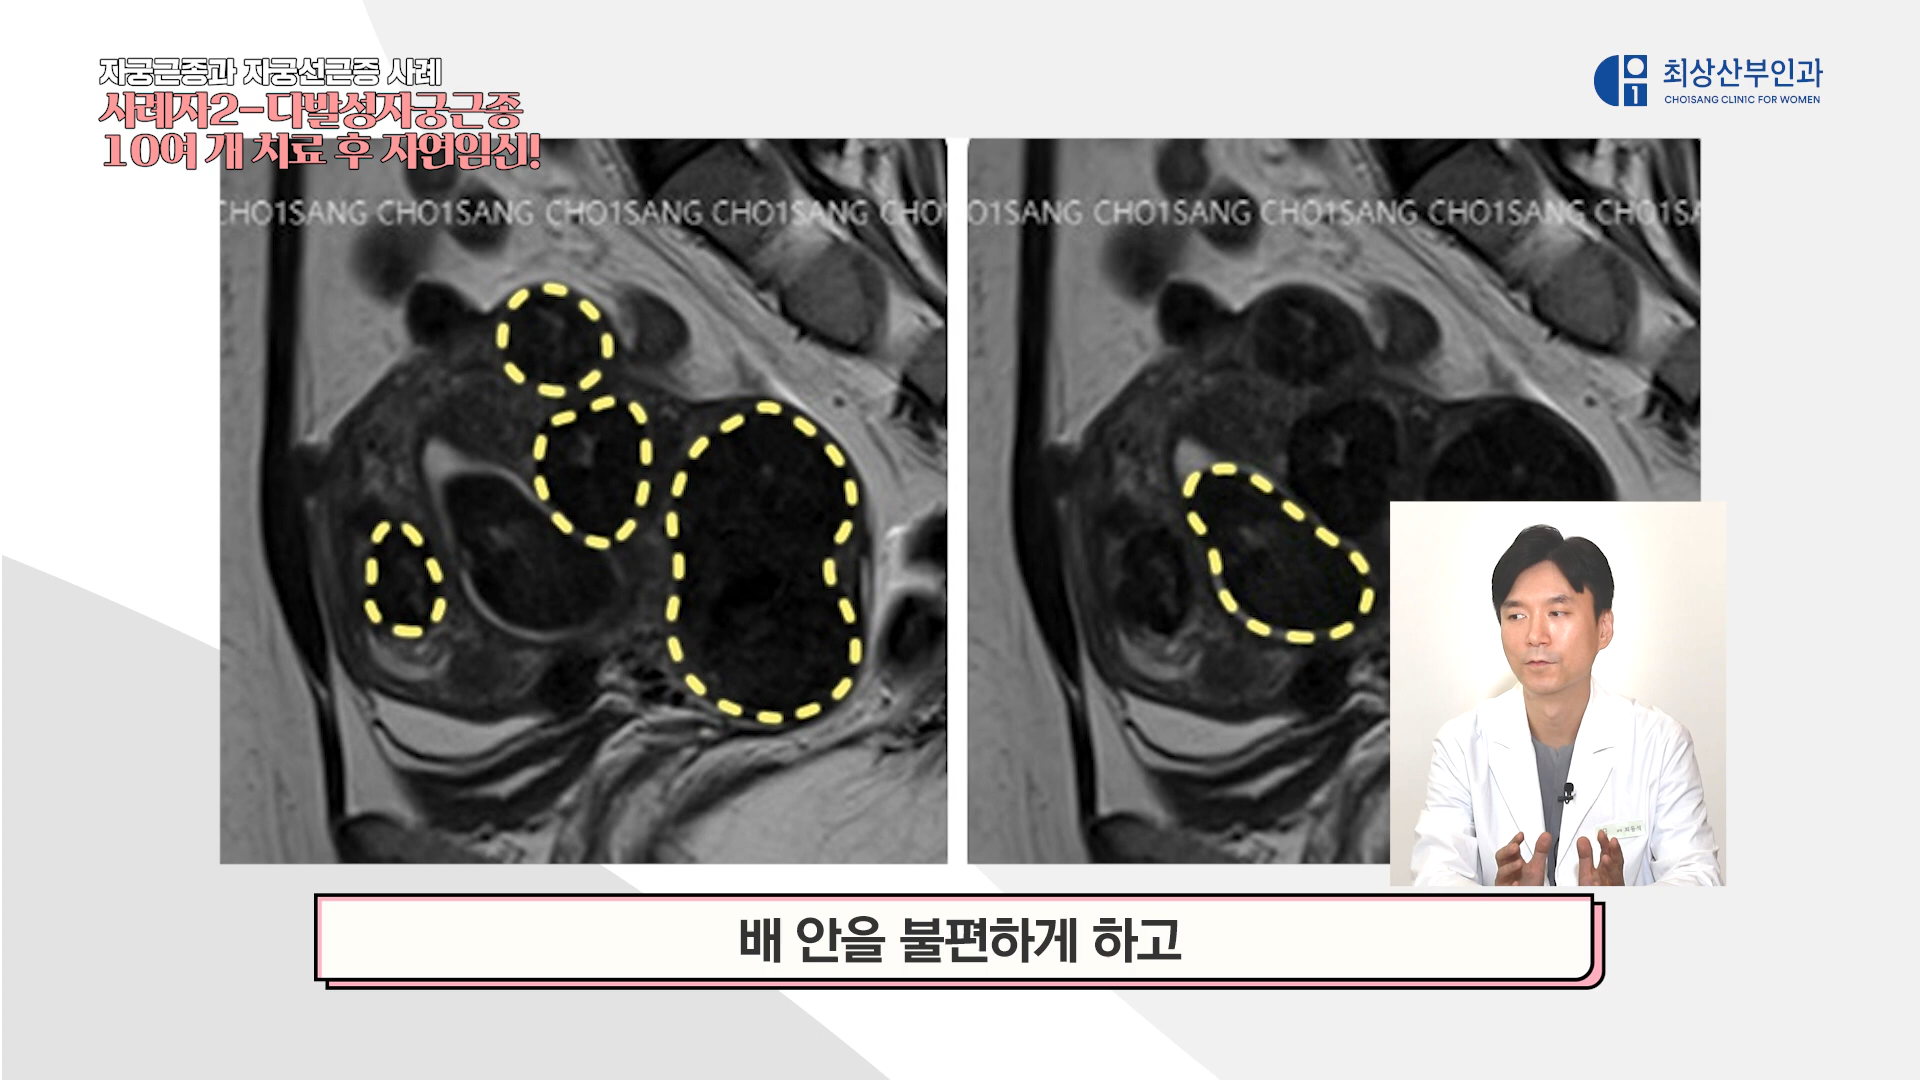 자궁근종과 자궁선근증 사례
사례자2-다발성자궁근종
10여 개 치료 후 자연임신!
최상산부인과
CHO1SANG CLINIC FOR WOMEN
CHO1SANG CHO1SANG CHO1SANG CHO1SANG CHO
O1SANG CHO1SANG CHO1SANG CHO1SANG CHO1SA
배 안을 불편하게 하고